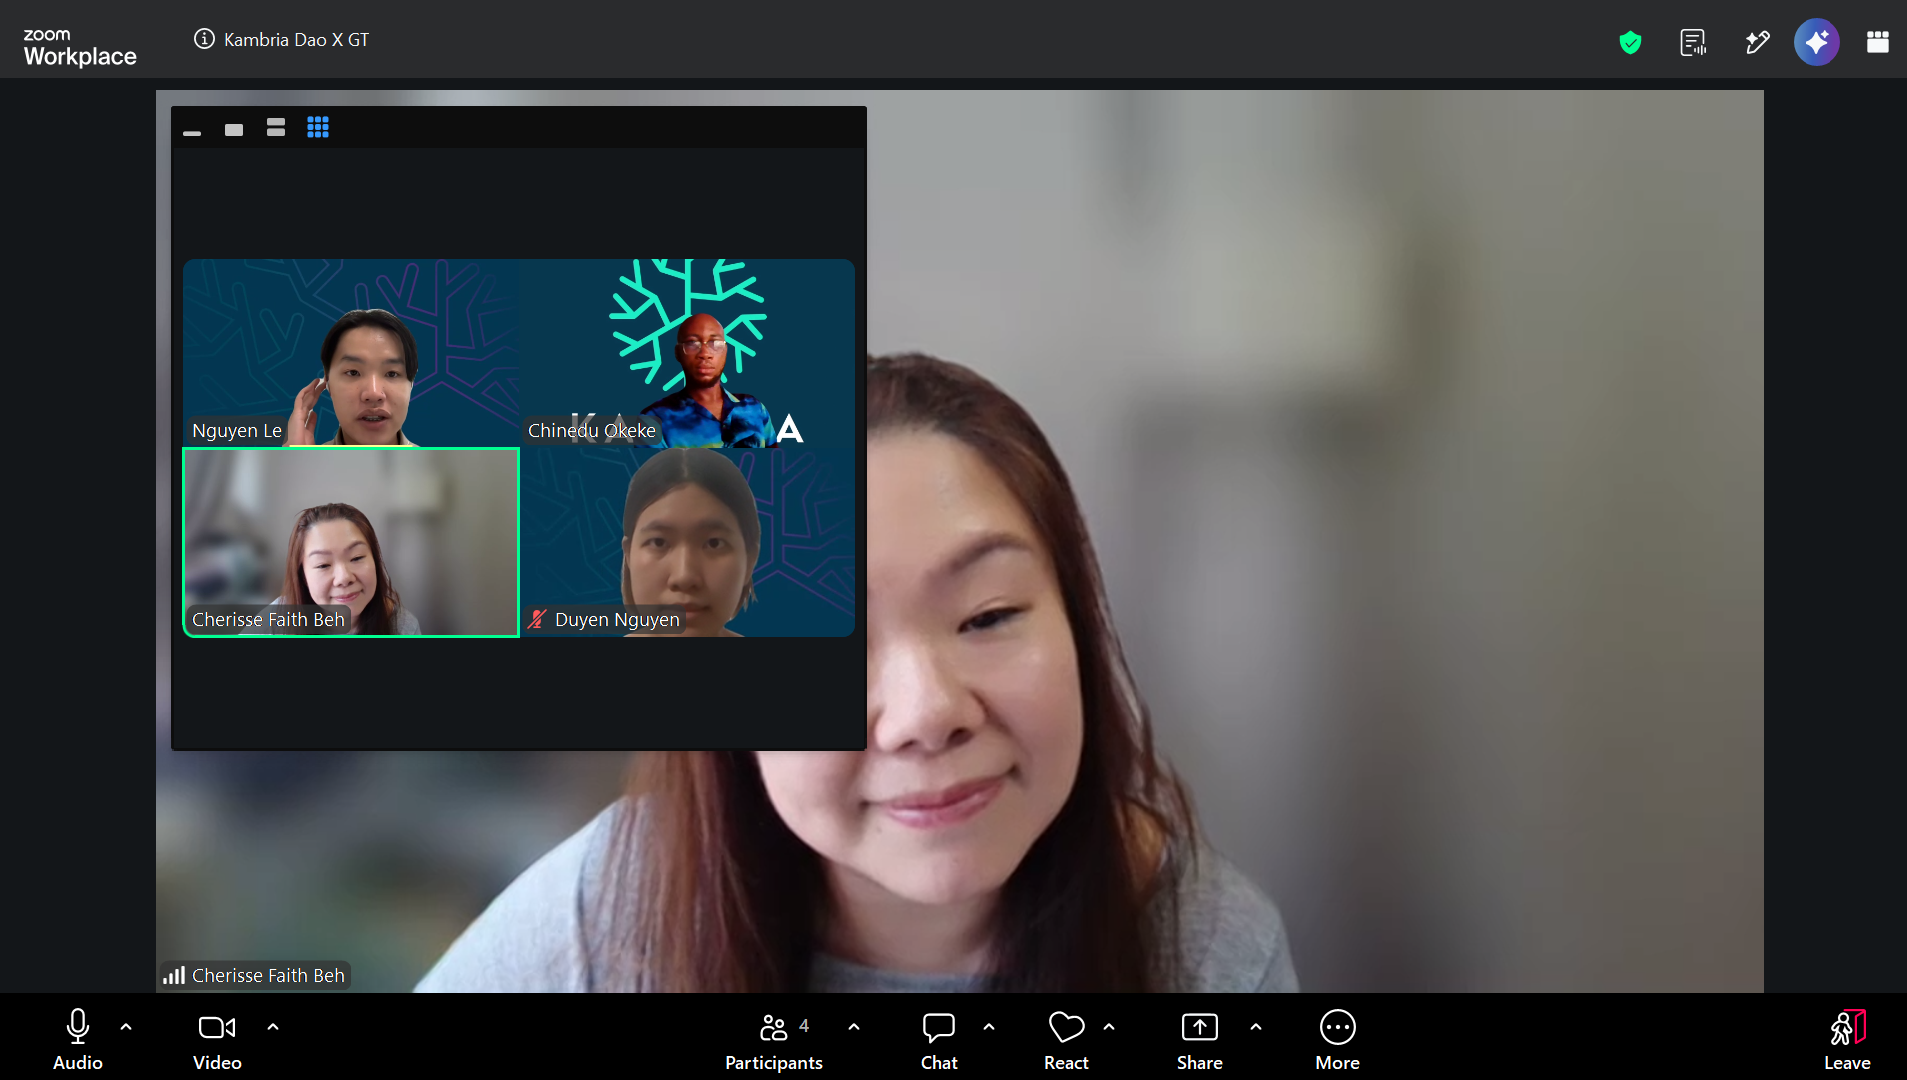 zoom
Workplace
Kambria Dao X GT
Nguyen Le
Chinedu Okeke
K A A
Cherisse Faith Beh
Duyen Nguyen
Cherisse Faith Beh
Audio
Video
4
Participants
Chat
React
Share
More
Leave